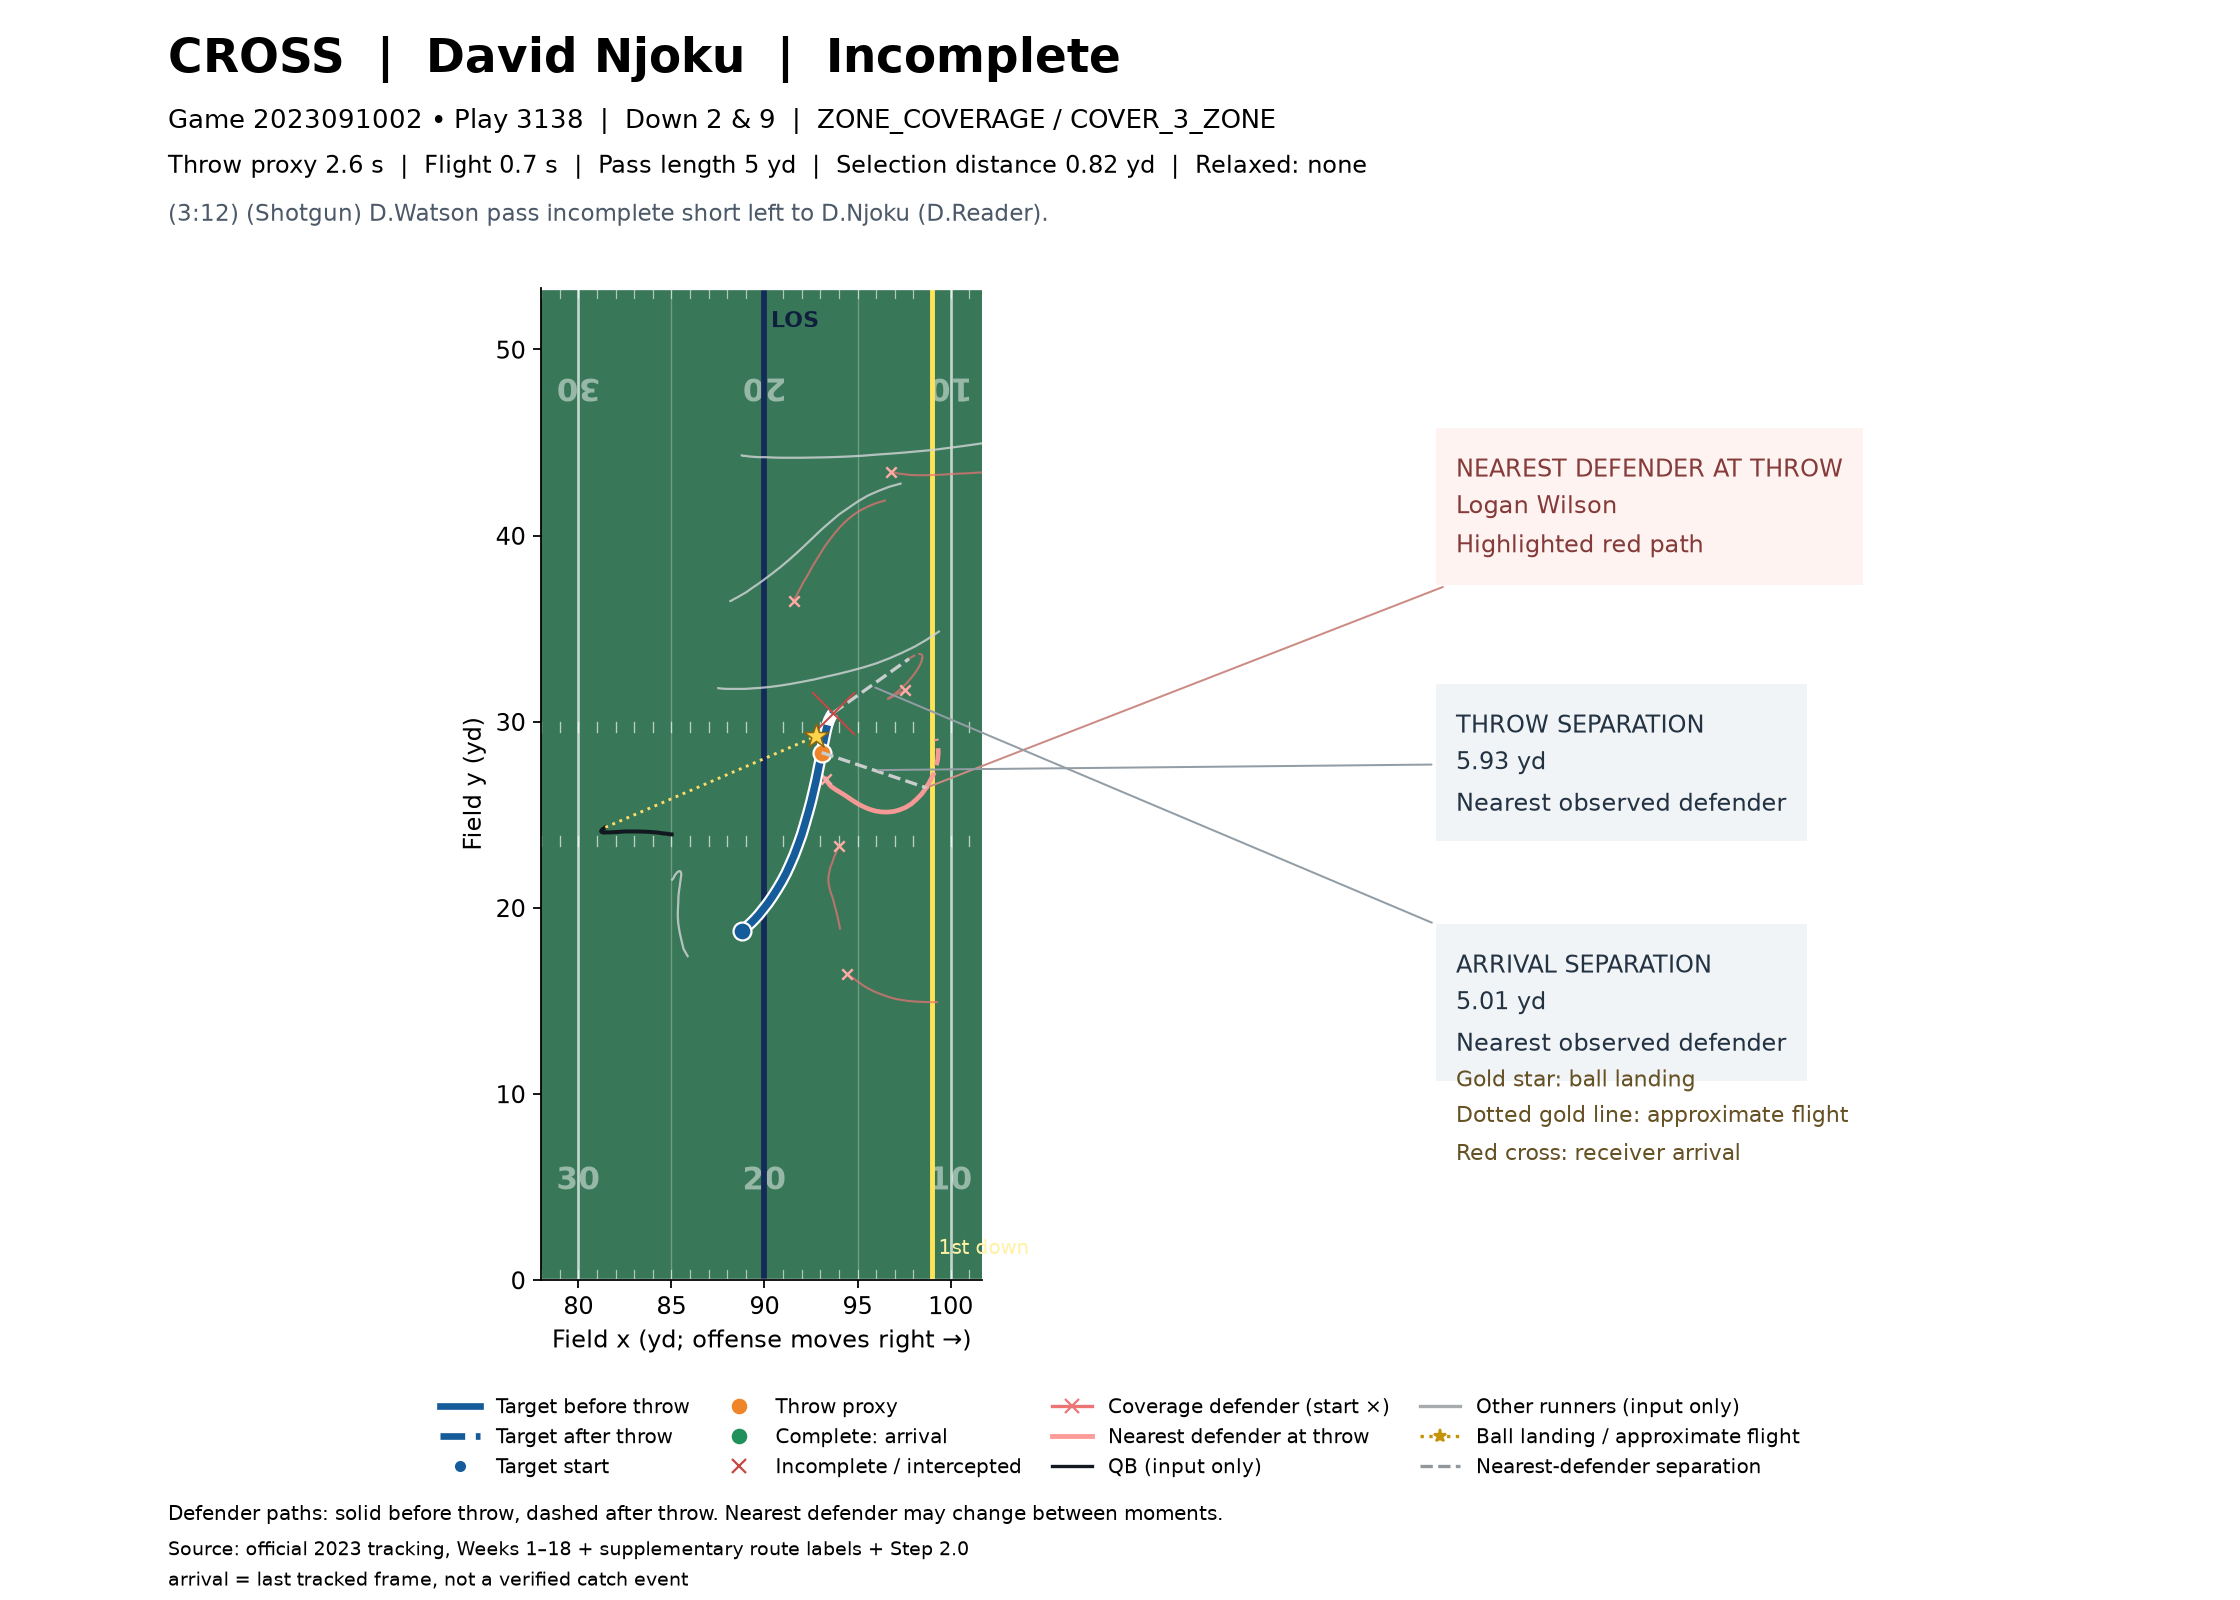 CROSS | David Njoku | Incomplete
Game 2023091002 • Play 3138 | Down 2 & 9 | ZONE_COVERAGE / COVER_3_ZONE
Throw proxy 2.6 s | Flight 0.7 s | Pass length 5 yd | Selection distance 0.82 yd | Relaxed: none
(3:12) (Shotgun) D.Watson pass incomplete short left to D.Njoku (D.Reader).
LOS
30 20 10
50
40
30
20
10
0
Field y (yd)
30 20 10
1st down
80 85 90 95 100
Field x (yd; offense moves right →)
NEAREST DEFENDER AT THROW
Logan Wilson
Highlighted red path
THROW SEPARATION
5.93 yd
Nearest observed defender
ARRIVAL SEPARATION
5.01 yd
Nearest observed defender
Gold star: ball landing
Dotted gold line: approximate flight
Red cross: receiver arrival
Target before throw
Target after throw
Target start
Throw proxy
Complete: arrival
Incomplete / intercepted
Coverage defender (start ×)
Nearest defender at throw
QB (input only)
Other runners (input only)
Ball landing / approximate flight
Nearest-defender separation
Defender paths: solid before throw, dashed after throw. Nearest defender may change between moments.
Source: official 2023 tracking, Weeks 1–18 + supplementary route labels + Step 2.0
arrival = last tracked frame, not a verified catch event